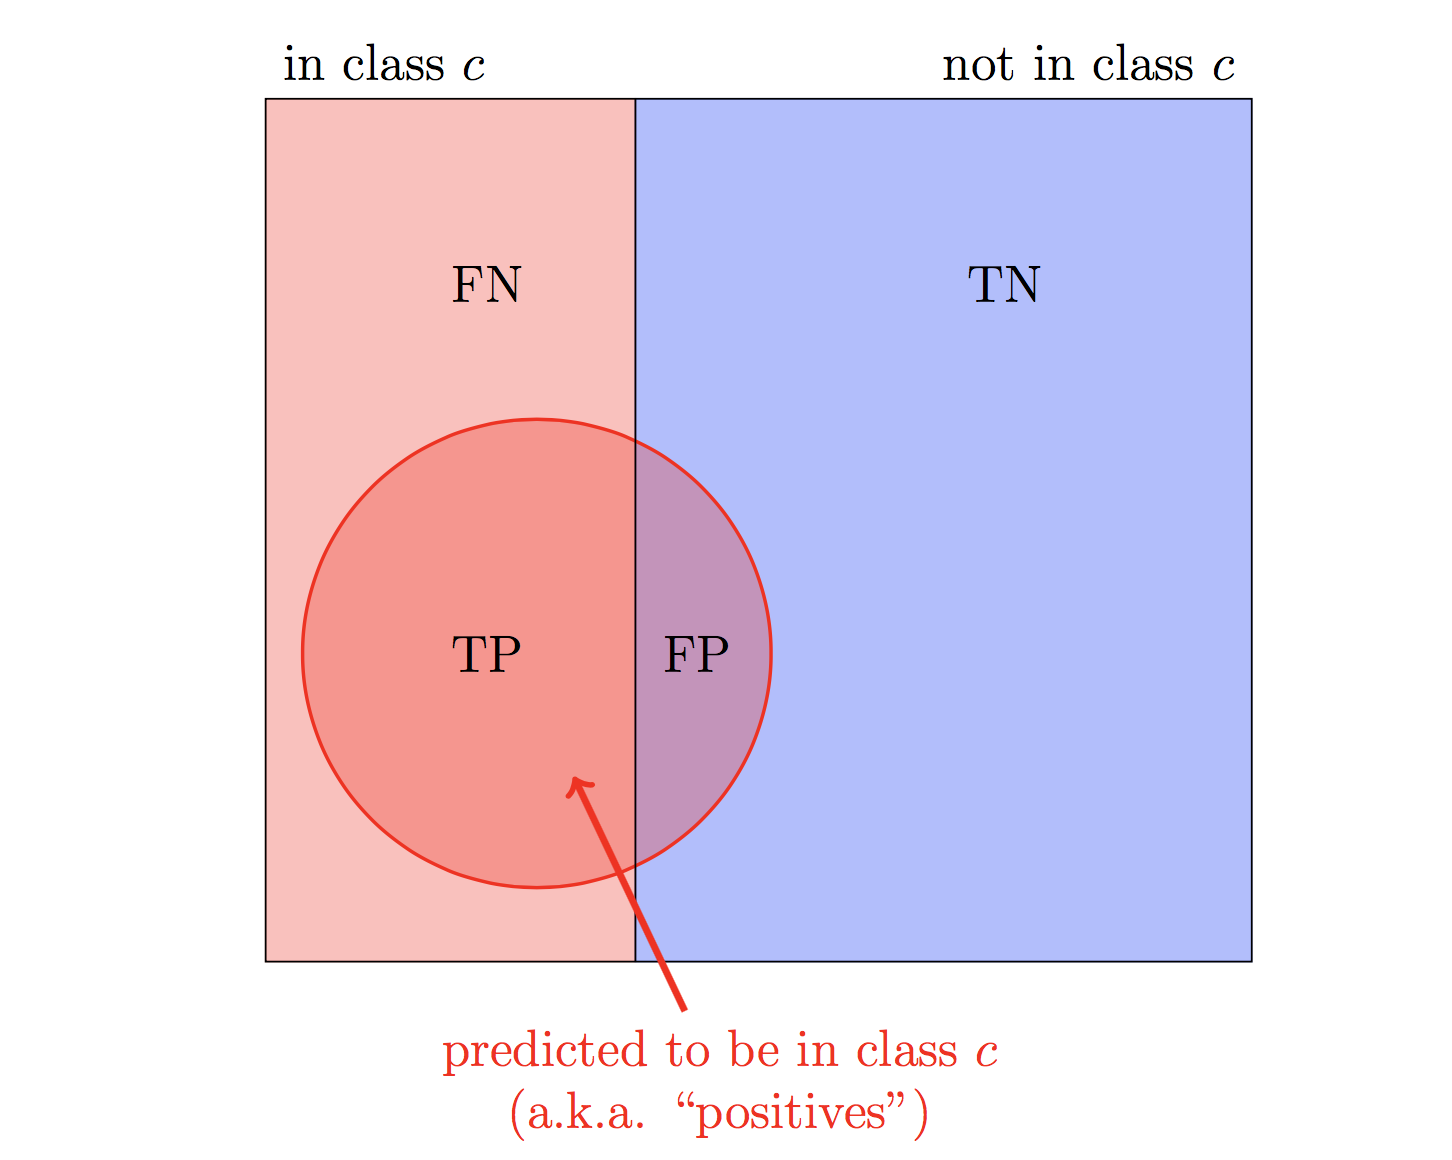 in class c
not in class c
FN
TN
TP
FP
predicted to be in class c
(a.k.a. “positives”)